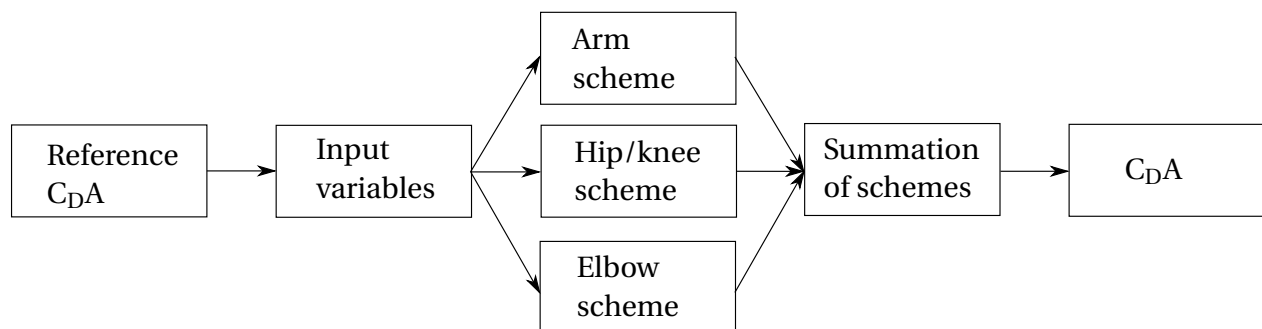 Reference
C_DA
Input
variables
Arm
scheme
Hip/knee
scheme
Elbow
scheme
Summation
of schemes
C_DA